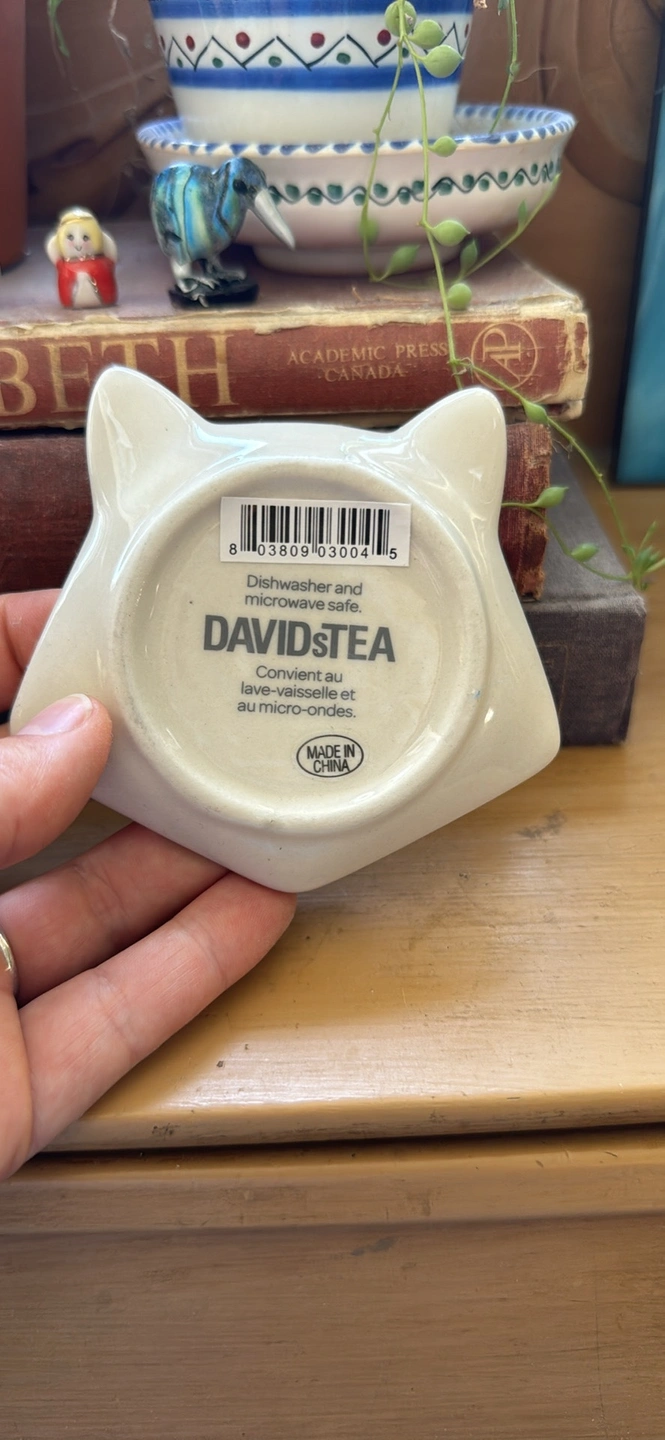 BETH
ACADEMIC PRESS
CANADA
AP
8 03809 03004 5
Dishwasher and
microwave safe.
DAVIDsTEA
Convient au
lave-vaisselle et
au micro-ondes.
MADE IN
CHINA